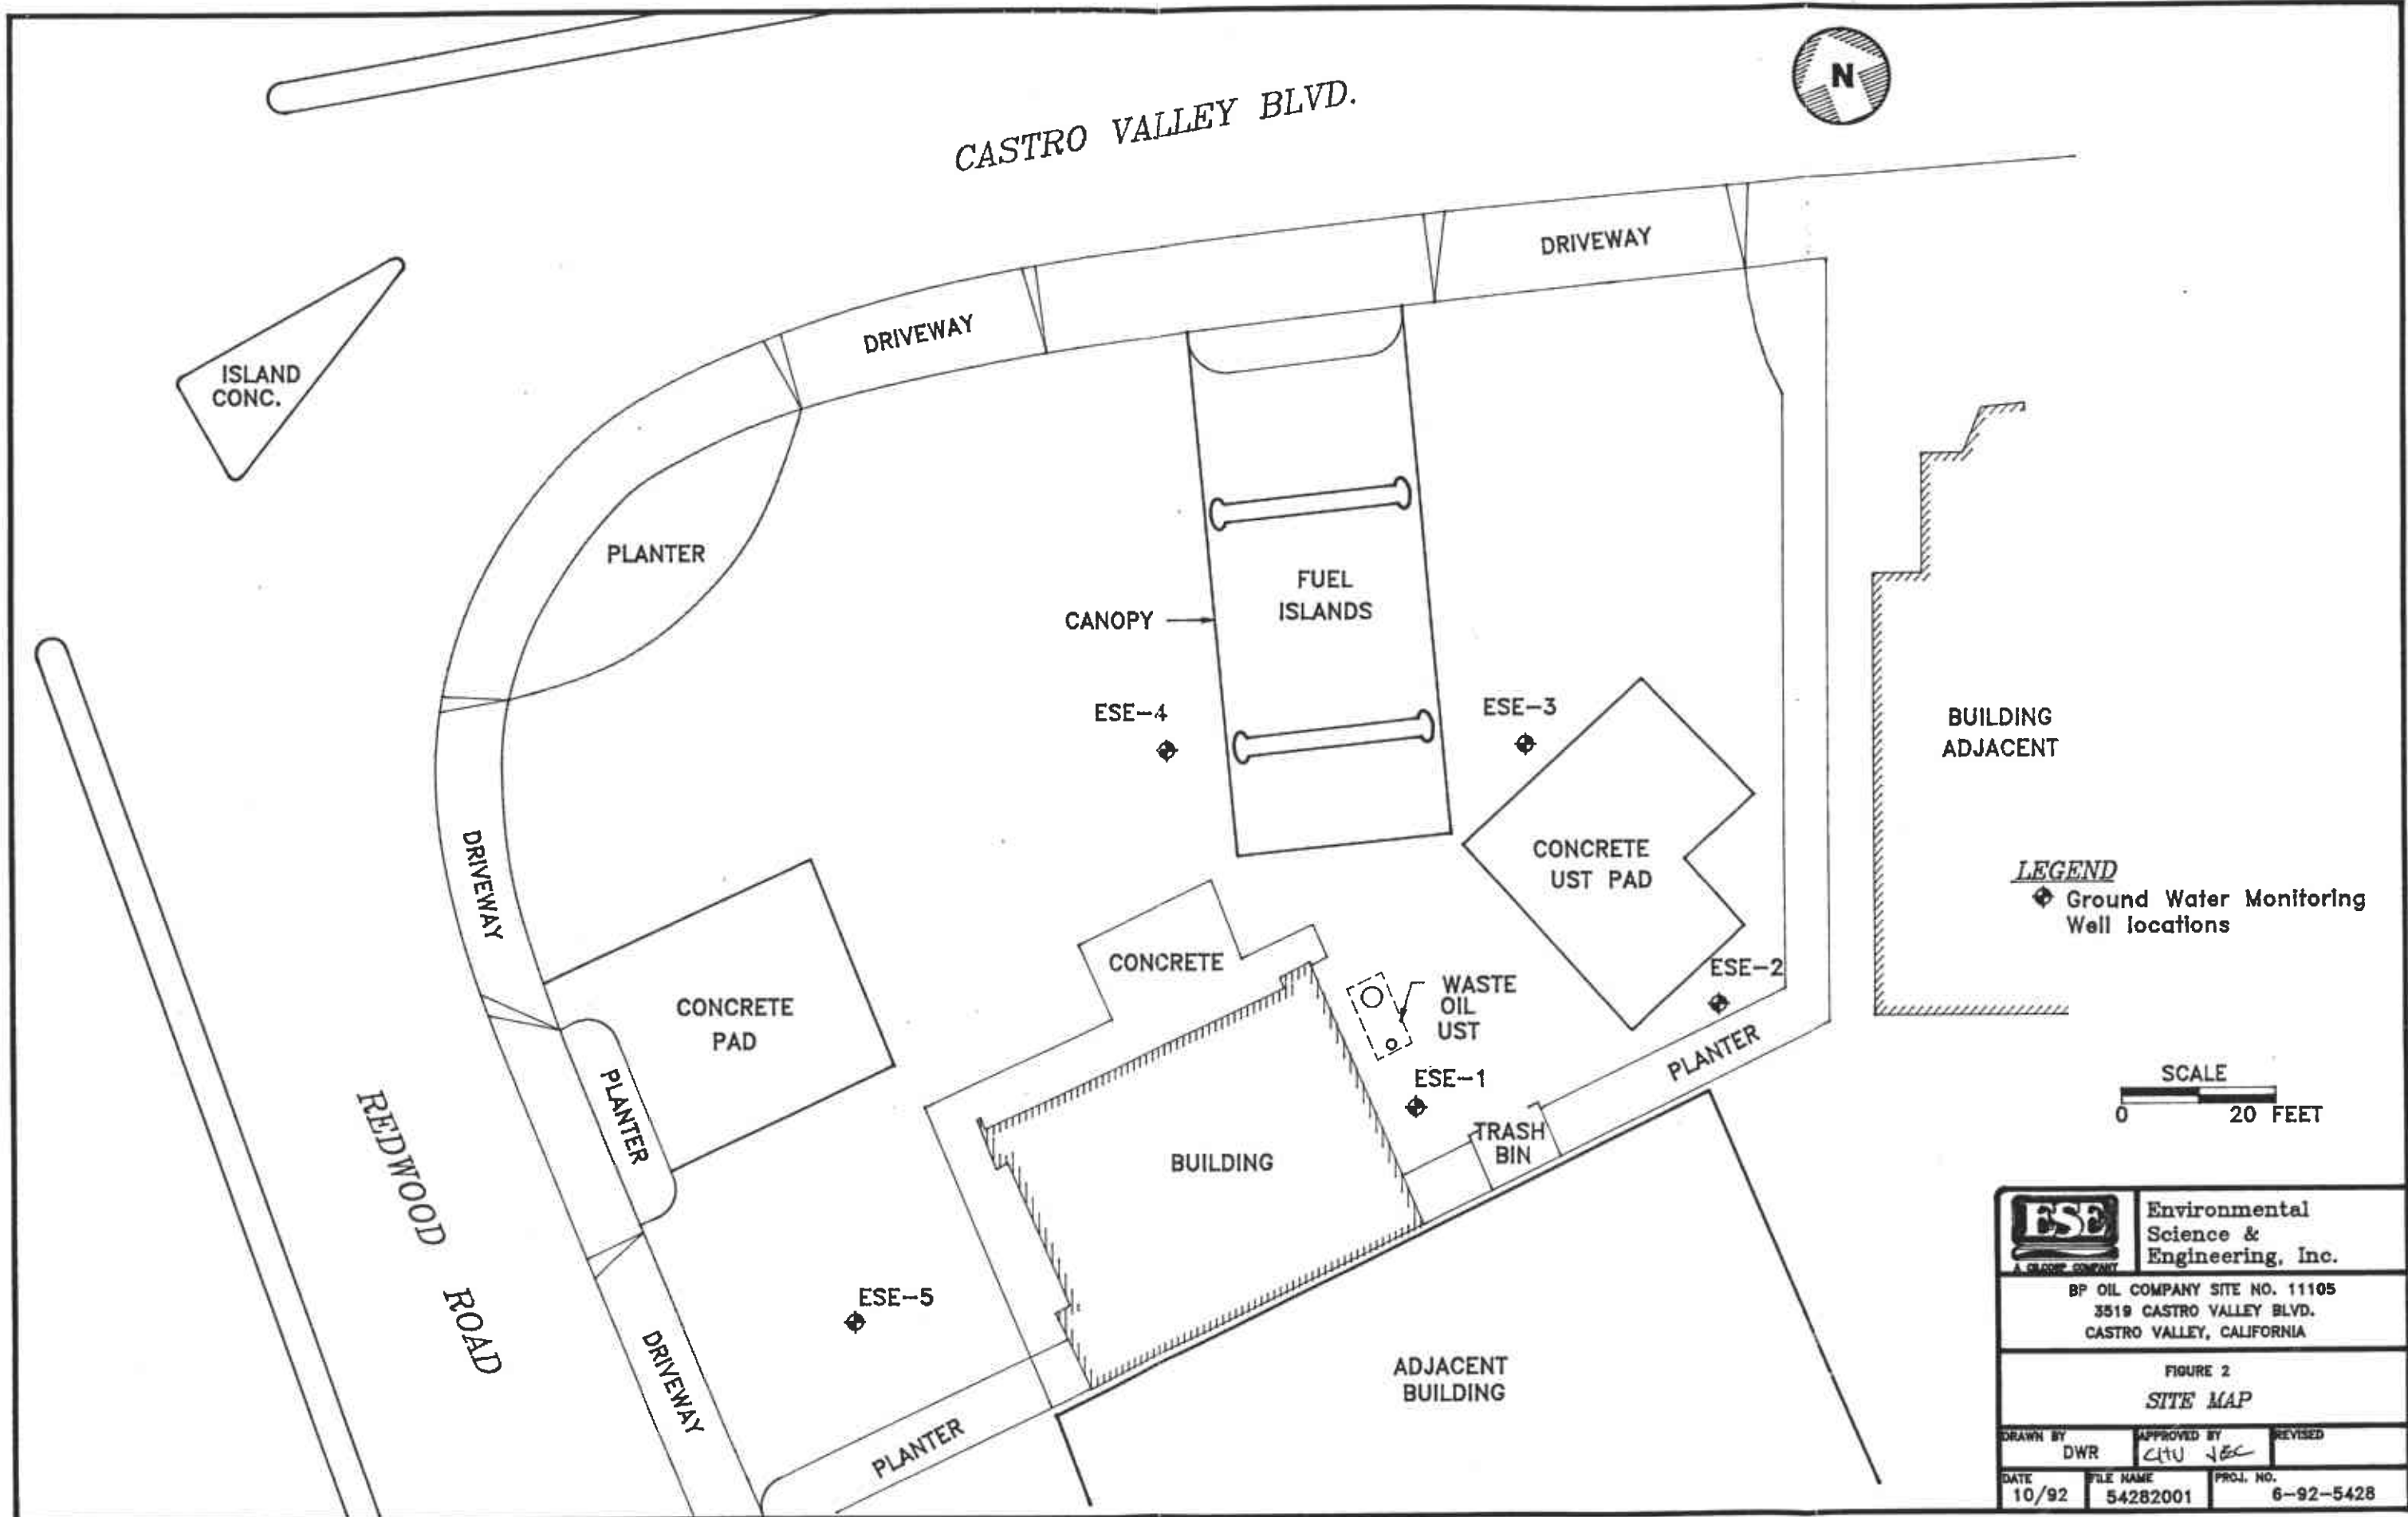 N
CASTRO VALLEY BLVD.
DRIVEWAY
DRIVEWAY
ISLAND
CONC.
PLANTER
FUEL
ISLANDS
CANOPY
ESE-4
ESE-3
BUILDING
ADJACENT
DRIVEWAY
CONCRETE
UST PAD
LEGEND
Ground Water Monitoring
Well locations
CONCRETE
ESE-2
CONCRETE
PAD
WASTE
OIL
UST
PLANTER
PLANTER
ESE-1
SCALE
0 20 FEET
TRASH
BIN
BUILDING
REDWOOD ROAD
ESE-5
DRIVEWAY
ADJACENT
BUILDING
PLANTER
ESE
A CILCORP COMPANY
Environmental
Science &
Engineering, Inc.
BP OIL COMPANY SITE NO. 11105
3519 CASTRO VALLEY BLVD.
CASTRO VALLEY, CALIFORNIA
FIGURE 2
SITE MAP
DRAWN BY
DWR
APPROVED BY
REVISED
DATE
10/92
FILE NAME
54282001
PROJ. NO.
6-92-5428